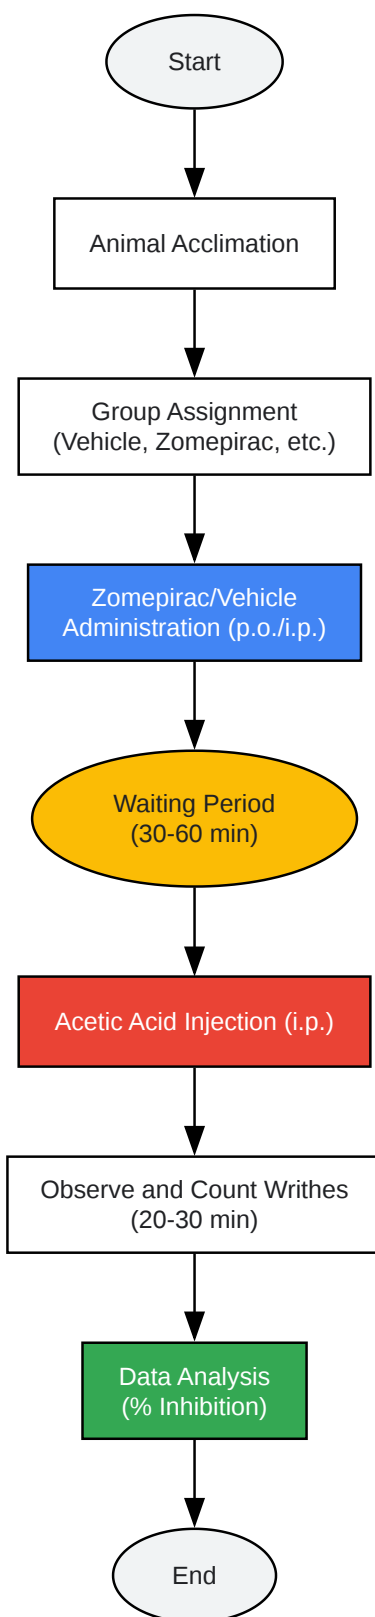 Start
Animal Acclimation
Group Assignment
(Vehicle, Zomepirac, etc.)
Zomepirac/Vehicle
Administration (p.o./i.p.)
Waiting Period
(30-60 min)
Acetic Acid Injection (i.p.)
Observe and Count Writhes
(20-30 min)
Data Analysis
(% Inhibition)
End